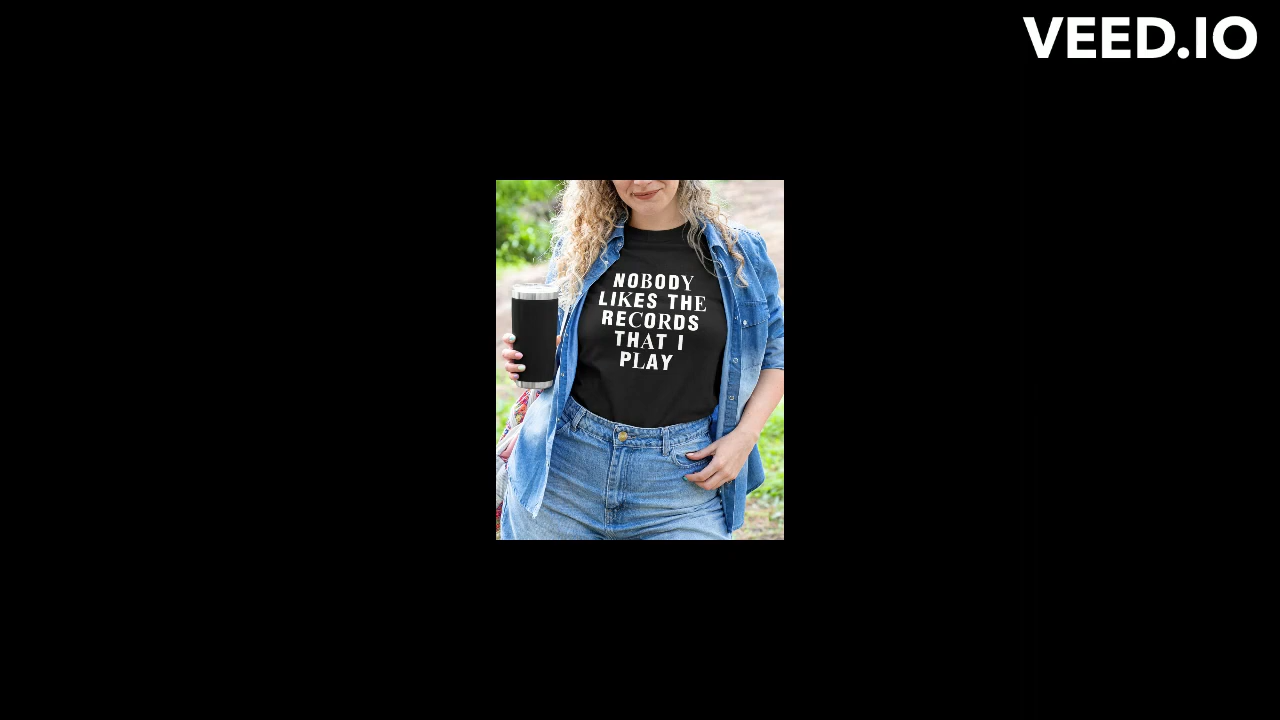 VEED.IO
NOBODY
LIKES THE
RECORDS
THAT I
PLAY